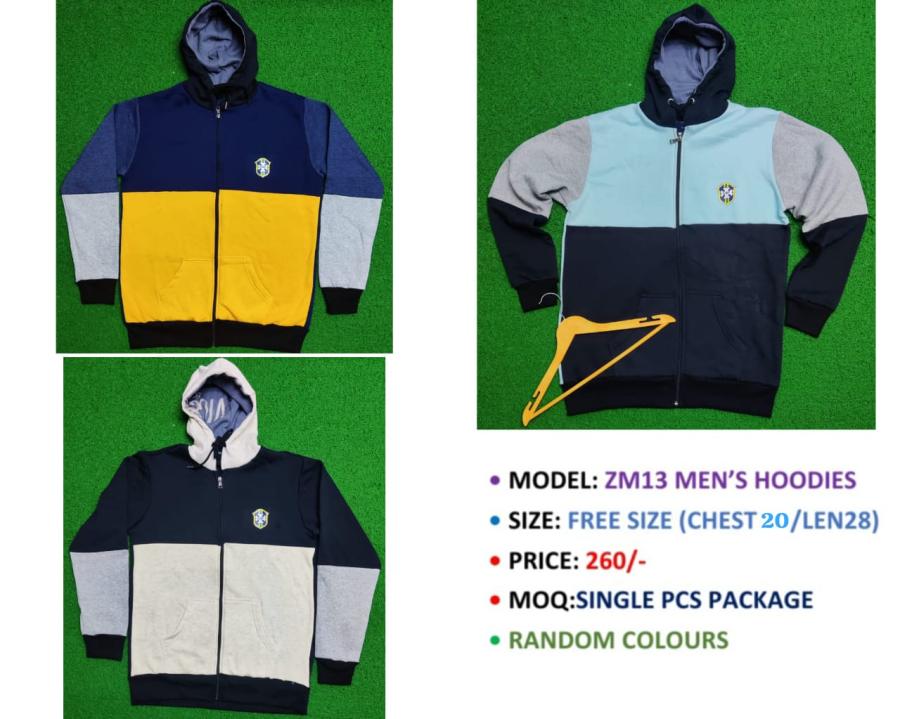 • MODEL: ZM13 MEN'S HOODIES
• SIZE: FREE SIZE (CHEST 20/LEN28)
• PRICE: 260/-
• MOQ:SINGLE PCS PACKAGE
• RANDOM COLOURS